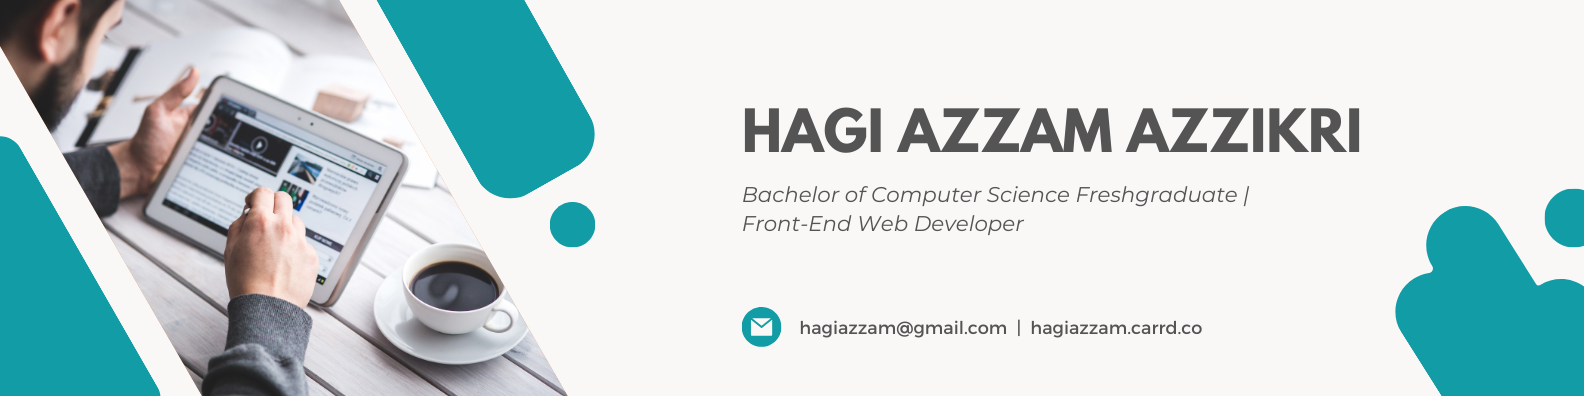 HAGI AZZAM AZZIKRI
Bachelor of Computer Science Freshgraduate |
Front-End Web Developer
hagiazzam@gmail.com | hagiazzam.carrd.co